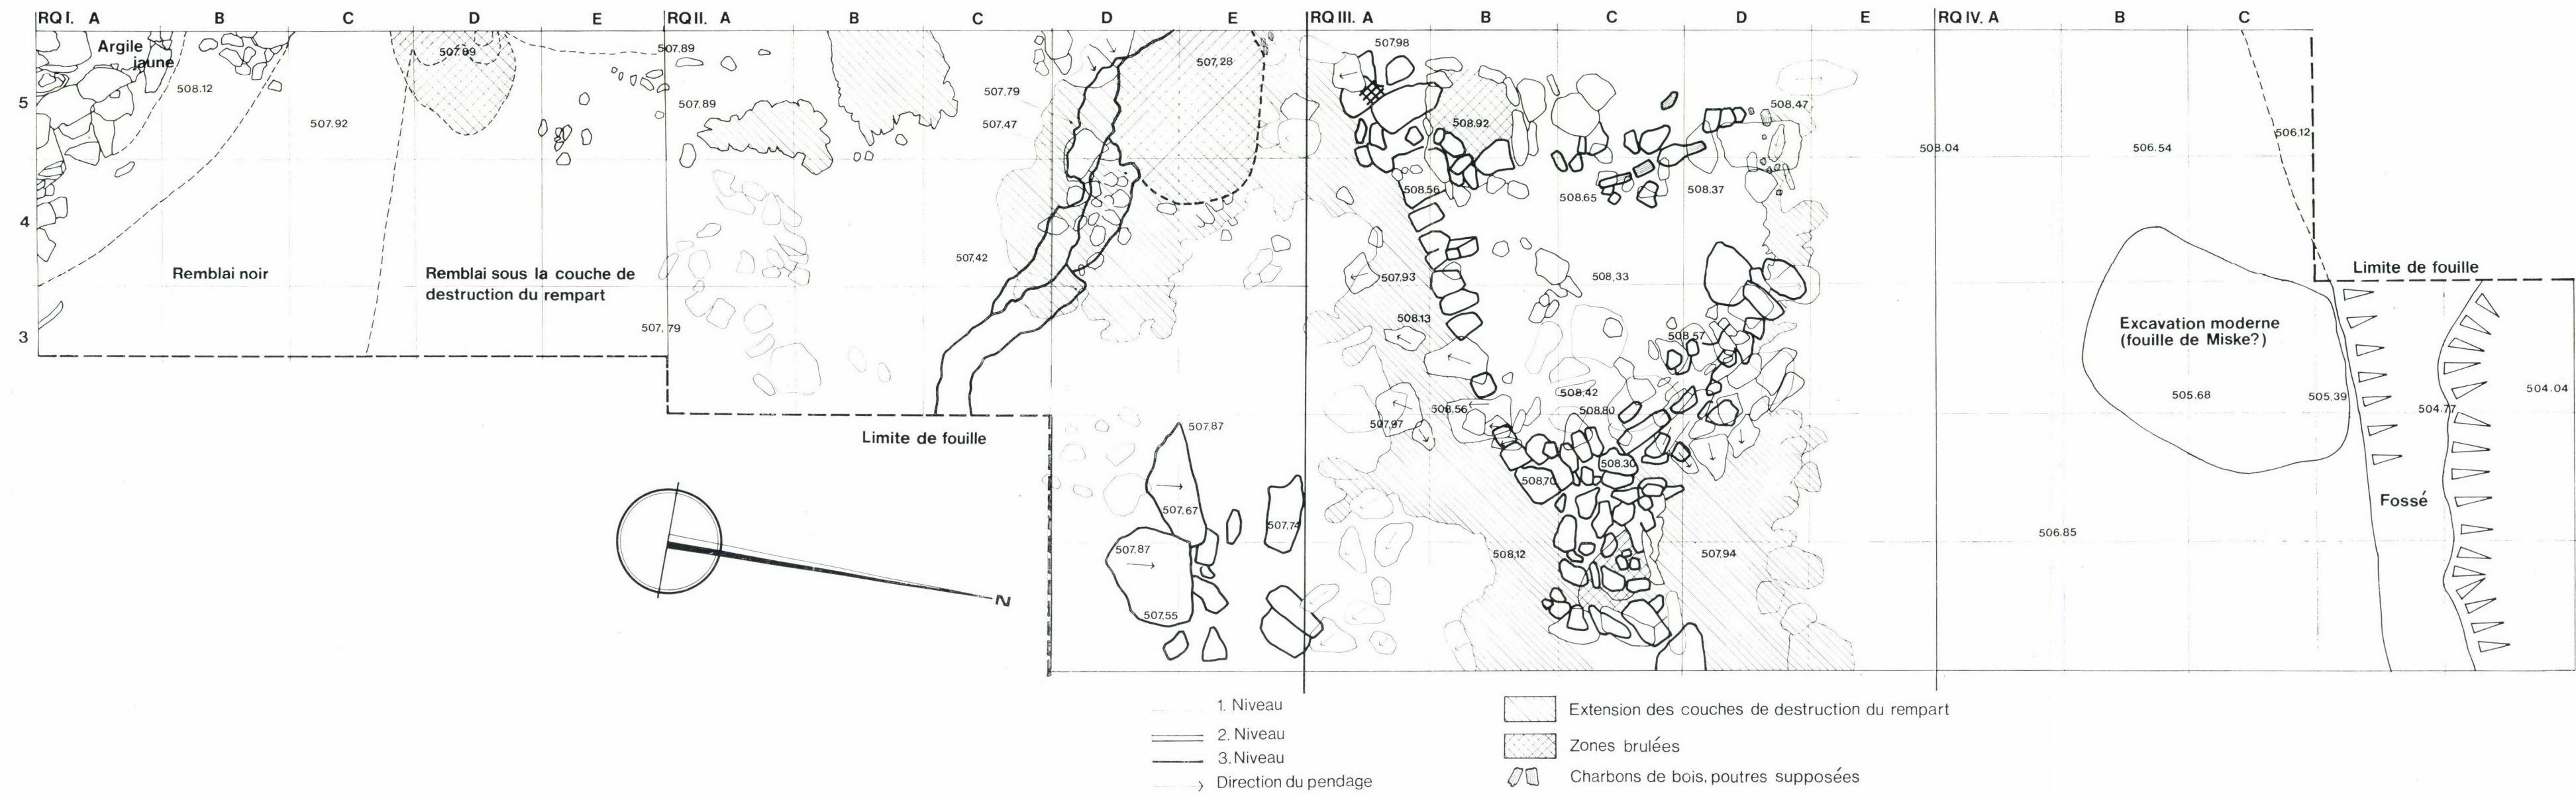 RQ I. A B C D E RQ II. A B C D E RQ III. A B C D E RQ IV. A B C
5
4
3
Argile
jaune
508.12
507.92
Remblai noir
Remblai sous la couche de
destruction du rempart
507.89
507.89
507.89
507.79
507.79
507.47
507.42
507.28
Limite de fouille
507.87
507.67
507.87
507.55
507.74
507.98
508.92
508.56
508.65
508.37
508.47
507.93
508.33
508.13
508.57
508.42
508.56
508.80
507.97
508.30
508.70
508.12
507.94
508.04
506.54
506.12
506.85
Limite de fouille
Excavation moderne
(fouille de Miske?)
505.68
505.39
504.77
504.04
Fossé
N
1. Niveau
2. Niveau
3. Niveau
Direction du pendage
Extension des couches de destruction du rempart
Zones brulées
Charbons de bois, poutres supposées